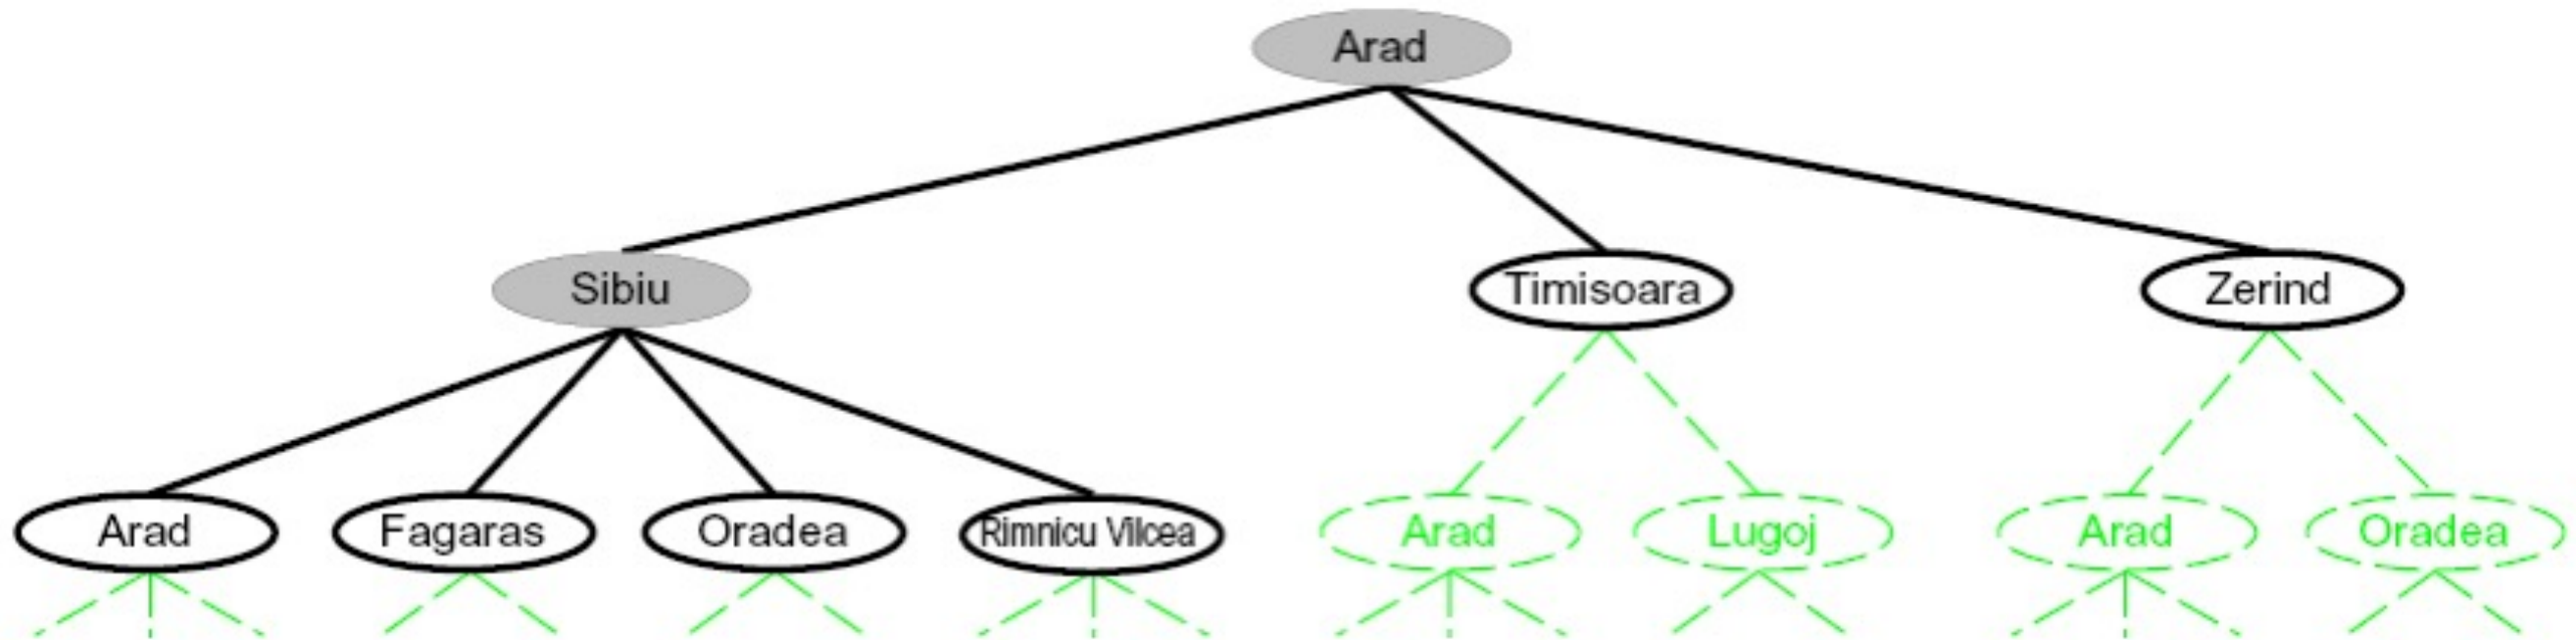 Arad
Sibiu
Timisoara
Zerind
Arad
Fagaras
Oradea
Rimnicu Vilcea
Arad
Lugoj
Arad
Oradea